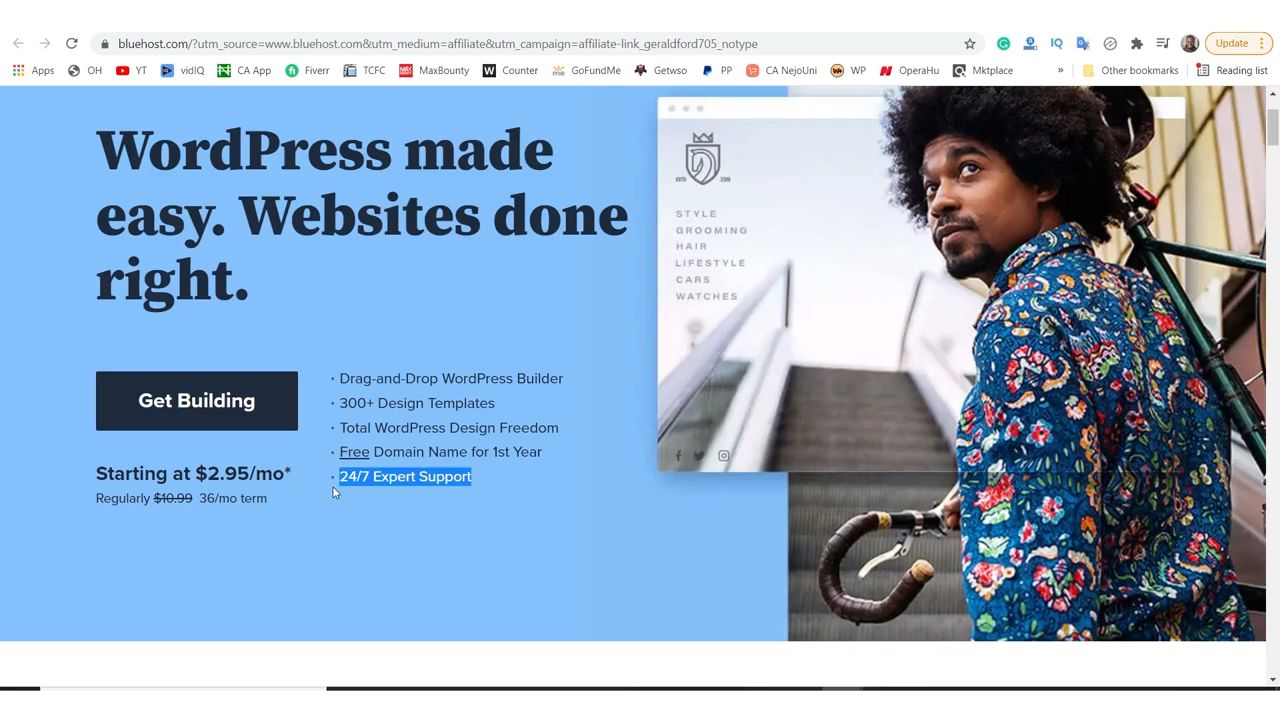 bluehost.com/?utm_source=www.bluehost.com&utm_medium=affiliate&utm_campaign=affiliate-link_geraldford705_notype
Update
Apps OH YT vidIQ CA App Fiverr TCFC MaxBounty Counter GoFundMe Getwso PP CA NejoUni WP OperaHu Mktplace » Other bookmarks Reading list
WordPress made
easy. Websites done
right.
Get Building
Starting at $2.95/mo*
Regularly $10.99 36/mo term
· Drag-and-Drop WordPress Builder
· 300+ Design Templates
· Total WordPress Design Freedom
· Free Domain Name for 1st Year
· 24/7 Expert Support
STYLE
GROOMING
HAIR
LIFESTYLE
CARS
WATCHES